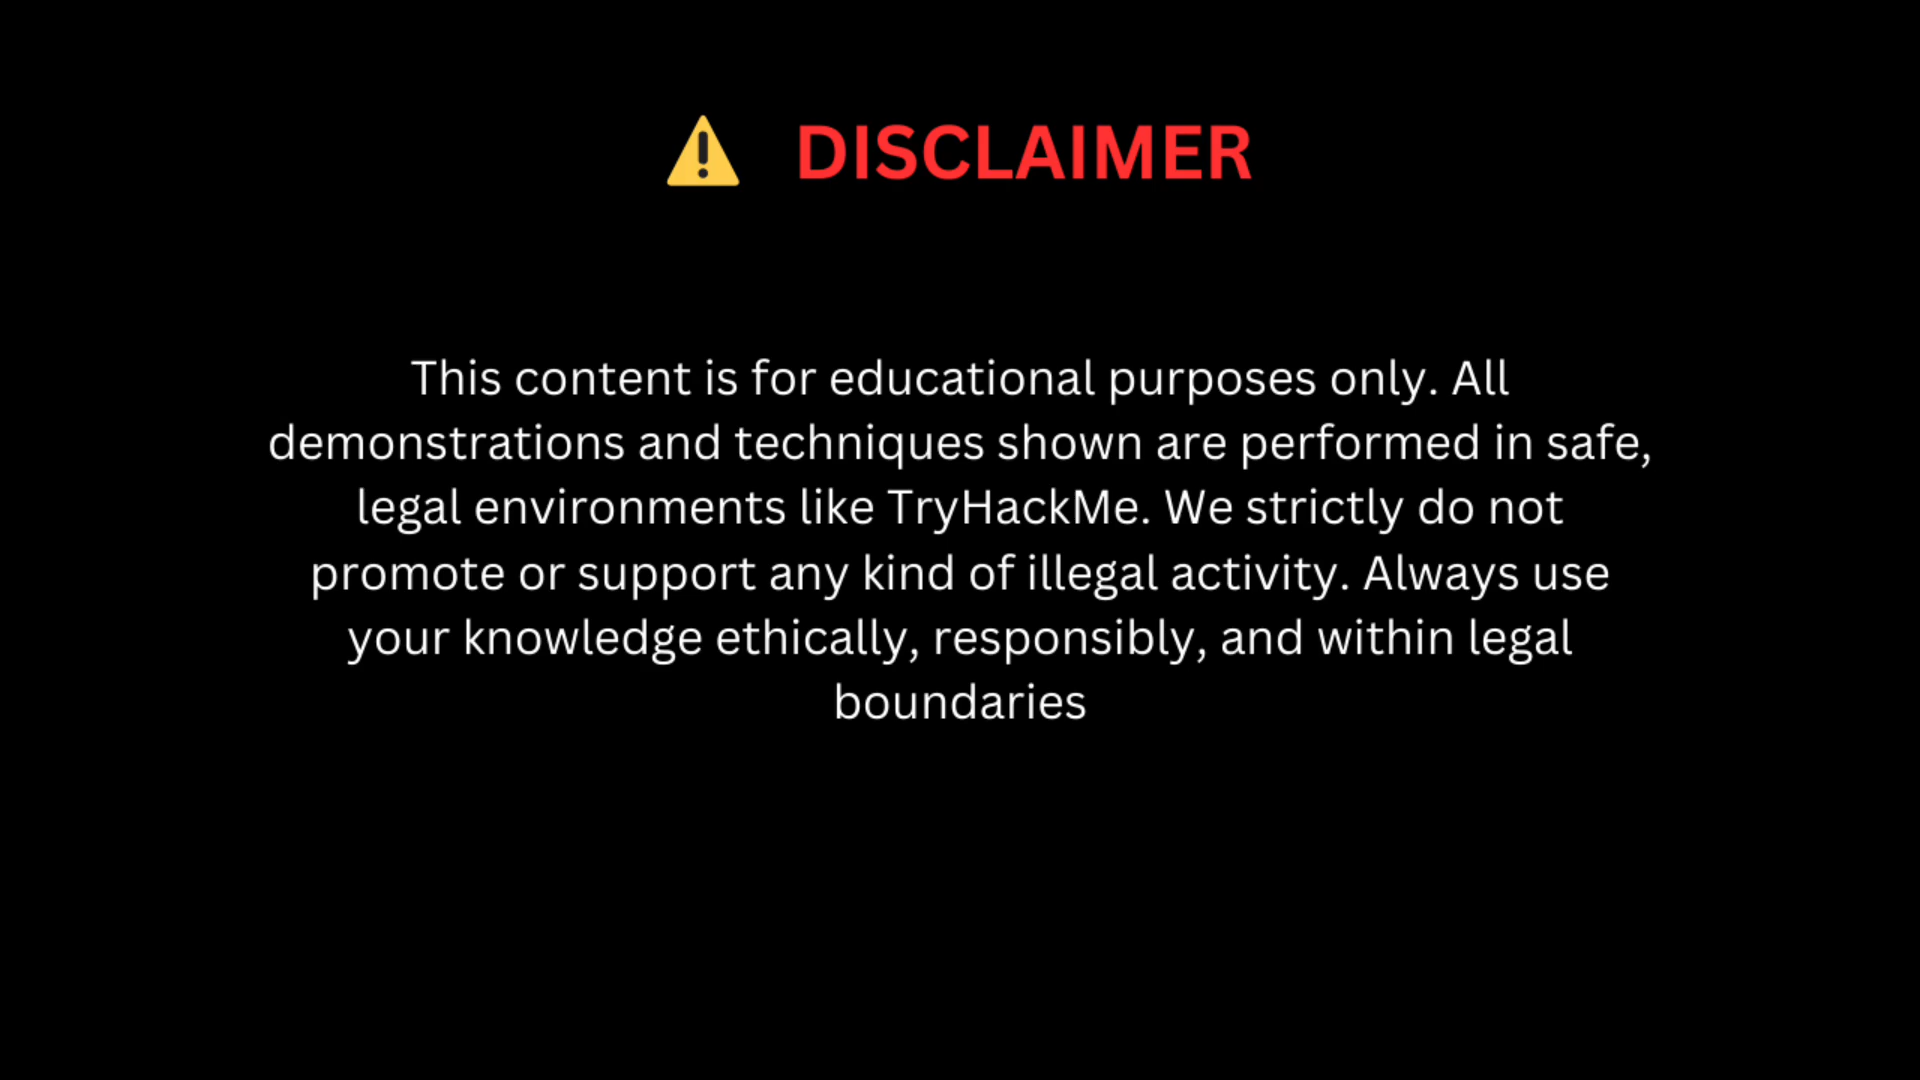 ⚠ DISCLAIMER
This content is for educational purposes only. All
demonstrations and techniques shown are performed in safe,
legal environments like TryHackMe. We strictly do not
promote or support any kind of illegal activity. Always use
your knowledge ethically, responsibly, and within legal
boundaries